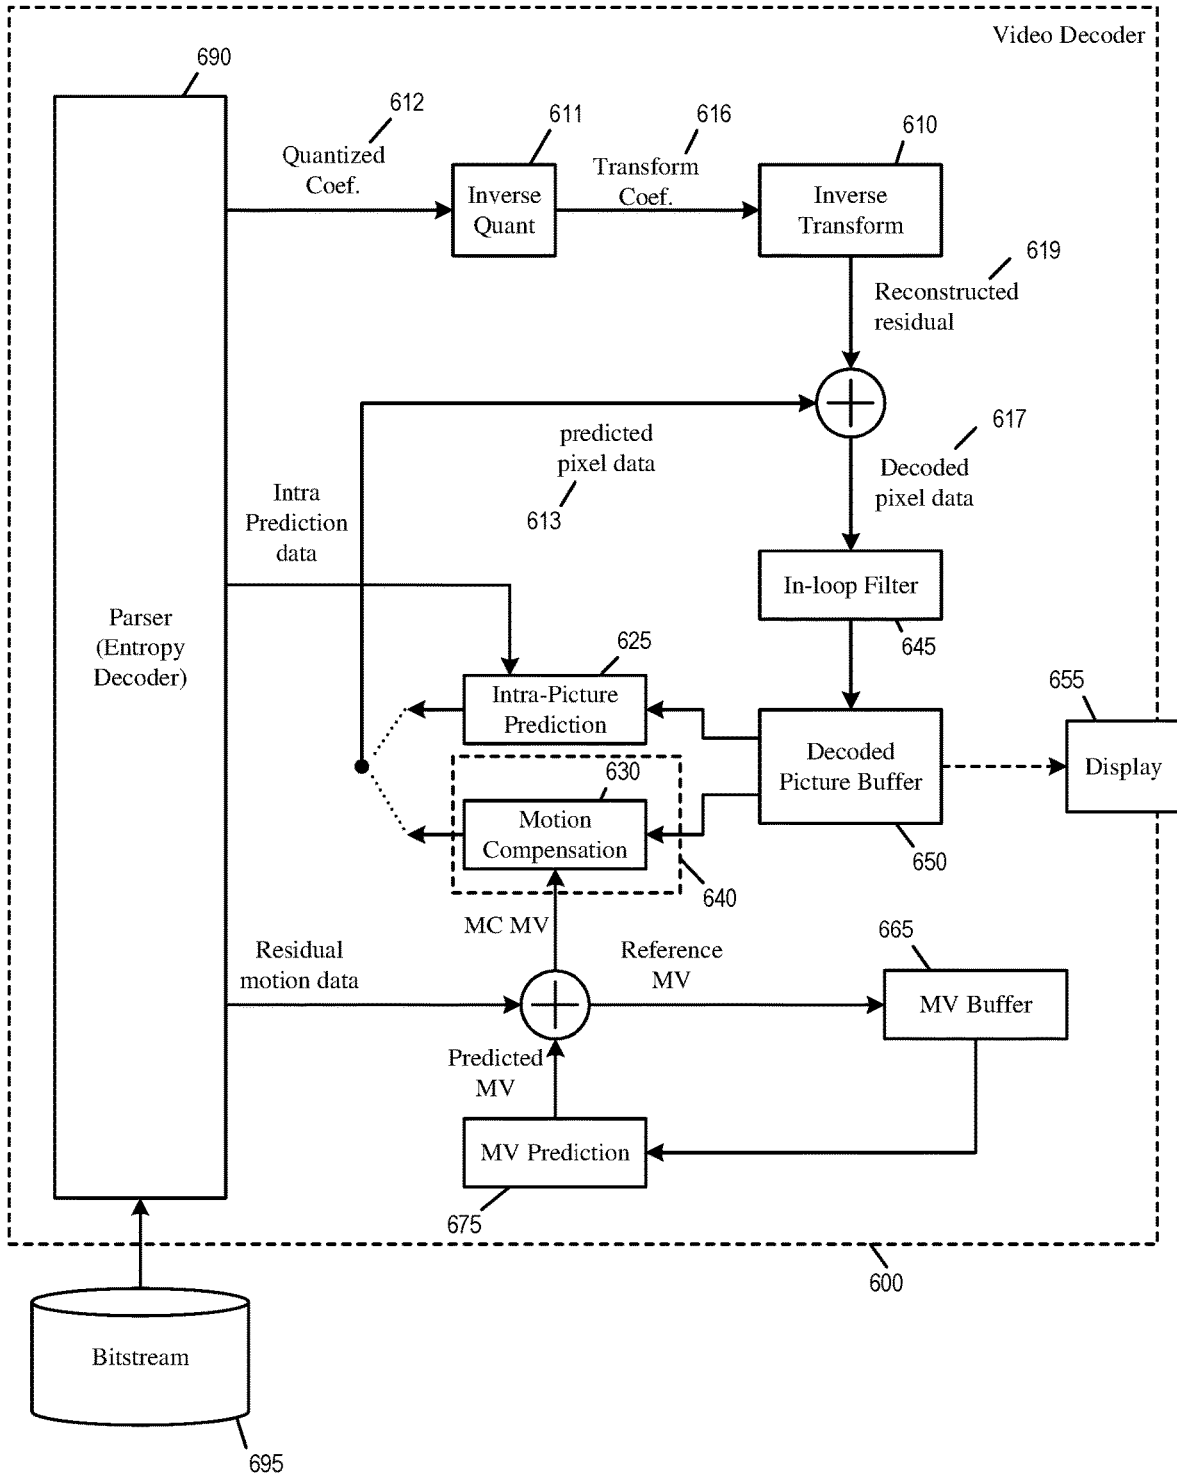 Video Decoder
690
612
611
616
610
Quantized
Coef.
Inverse
Quant
Transform
Coef.
Inverse
Transform
619
Reconstructed
residual
617
predicted
pixel data
613
Decoded
pixel data
Intra
Prediction
data
In-loop Filter
645
Parser
(Entropy
Decoder)
625
Intra-Picture
Prediction
655
Decoded
Picture Buffer
650
Display
630
Motion
Compensation
640
MC MV
Residual
motion data
Reference
MV
665
MV Buffer
Predicted
MV
MV Prediction
675
600
Bitstream
695